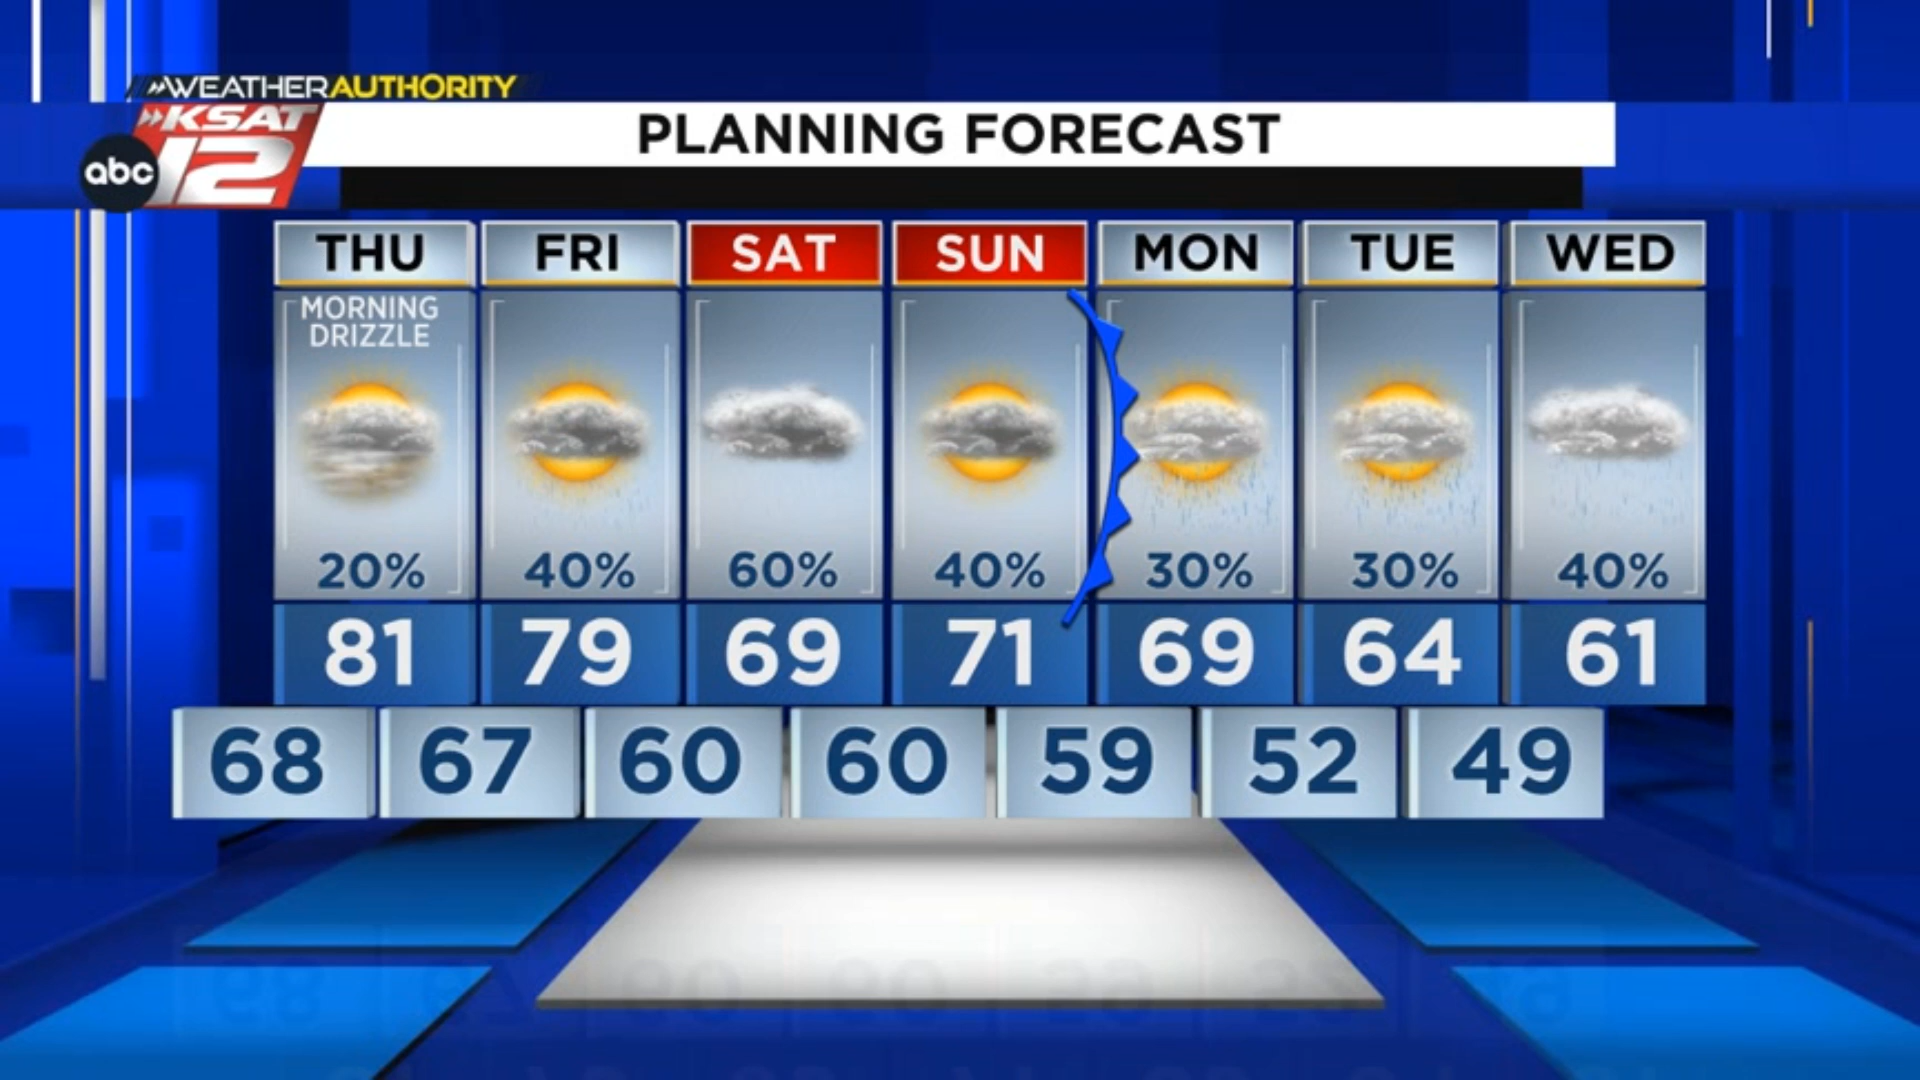 WEATHERAUTHORITY
KSAT
abc 12
PLANNING FORECAST
THU FRI SAT SUN MON TUE WED
MORNING
DRIZZLE
20% 40% 60% 40% 30% 30% 40%
81 79 69 71 69 64 61
68 67 60 60 59 52 49